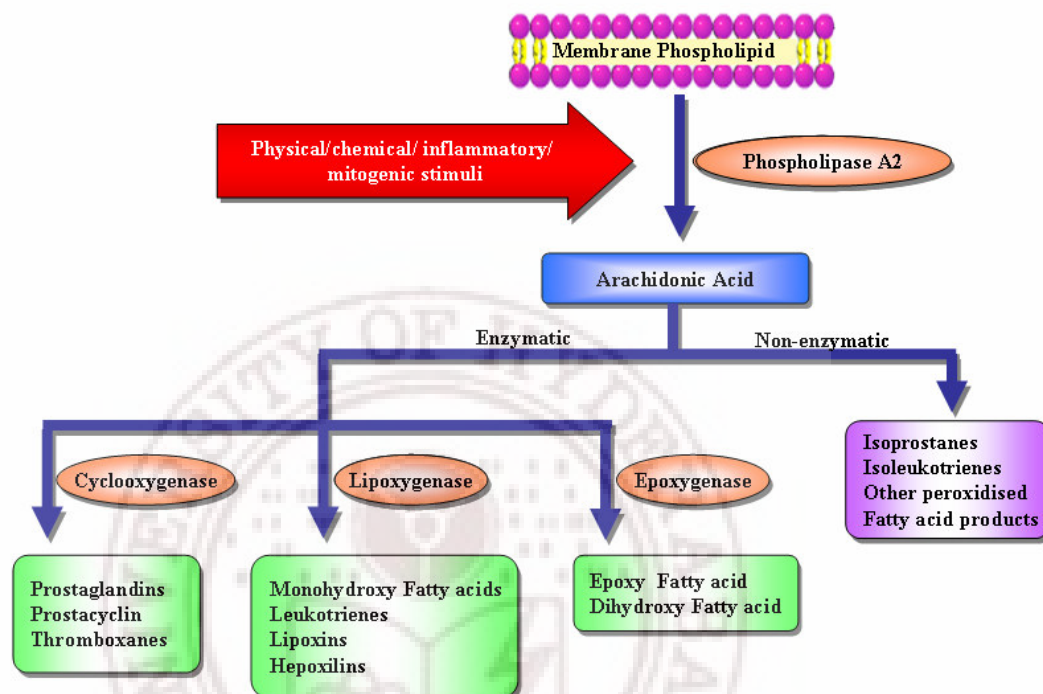 Membrane Phospholipid
Physical/chemical/ inflammatory/
mitogenic stimuli
Phospholipase A2
Arachidonic Acid
Enzymatic
Non-enzymatic
Cyclooxygenase
Lipoxygenase
Epoxygenase
Isoprostanes
Isoleukotrienes
Other peroxidised
Fatty acid products
Prostaglandins
Prostacyclin
Thromboxanes
Monohydroxy Fatty acids
Leukotrienes
Lipoxins
Hepoxilins
Epoxy Fatty acid
Dihydroxy Fatty acid